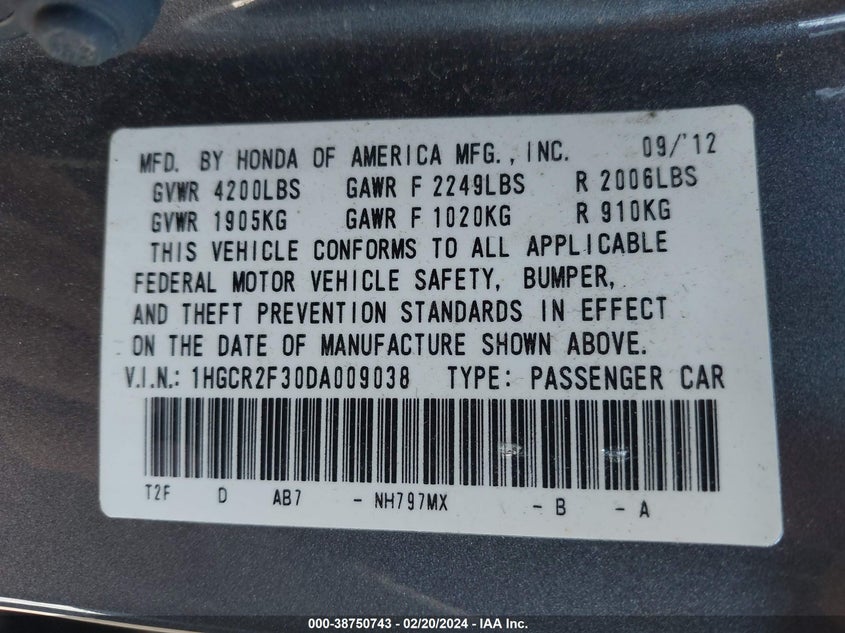 MFD. BY HONDA OF AMERICA MFG., INC. 09/'12
GVWR 4200LBS GAWR F 2249LBS R 2006LBS
GVWR 1905KG GAWR F 1020KG R 910KG
THIS VEHICLE CONFORMS TO ALL APPLICABLE
FEDERAL MOTOR VEHICLE SAFETY, BUMPER,
AND THEFT PREVENTION STANDARDS IN EFFECT
ON THE DATE OF MANUFACTURE SHOWN ABOVE.
V.I.N.: 1HGCR2F30DA009038 TYPE: PASSENGER CAR
T2F D AB7 - NH797MX - B - A
000-38750743 / 02/20/2024 - IAA Inc.